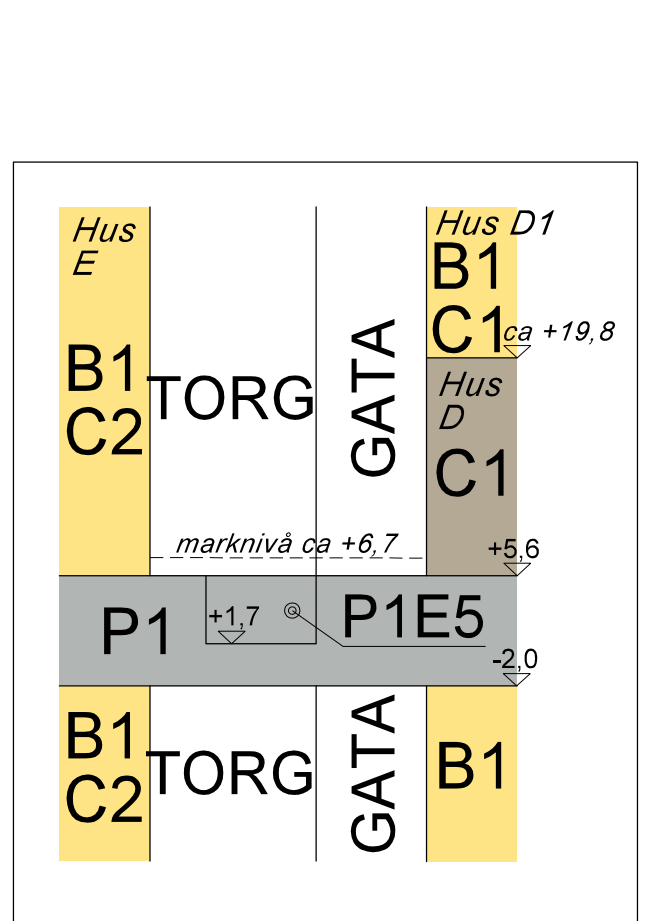 Hus
E
B1
C2
TORG
GATA
Hus D1
B1
C1
ca +19,8
Hus
D
C1
marknivå ca +6,7
+5,6
P1
+1,7
P1E5
-2,0
B1
C2
TORG
GATA
B1